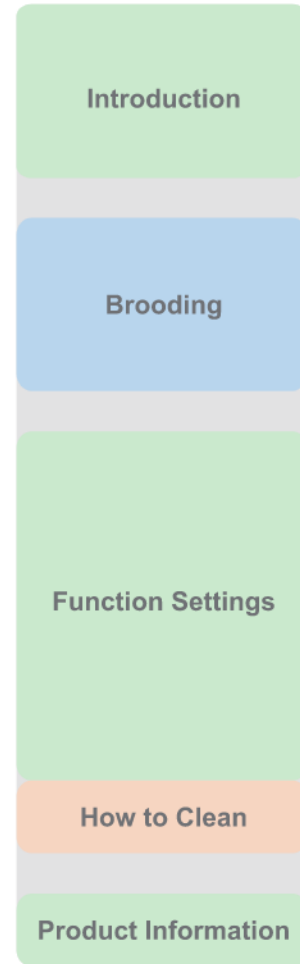 Introduction
Brooding
Function Settings
How to Clean
Product Information